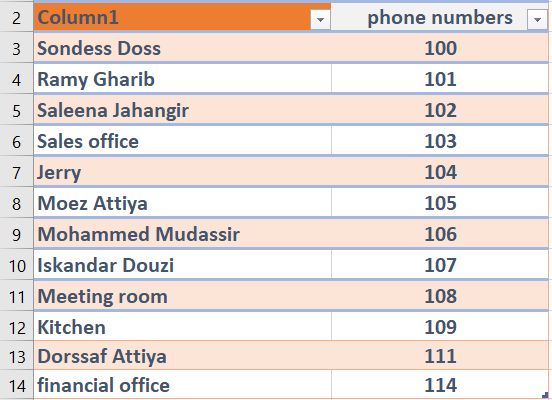 2 Column1 phone numbers
3 Sondess Doss 100
4 Ramy Gharib 101
5 Saleena Jahangir 102
6 Sales office 103
7 Jerry 104
8 Moez Attiya 105
9 Mohammed Mudassir 106
10 Iskandar Douzi 107
11 Meeting room 108
12 Kitchen 109
13 Dorssaf Attiya 111
14 financial office 114